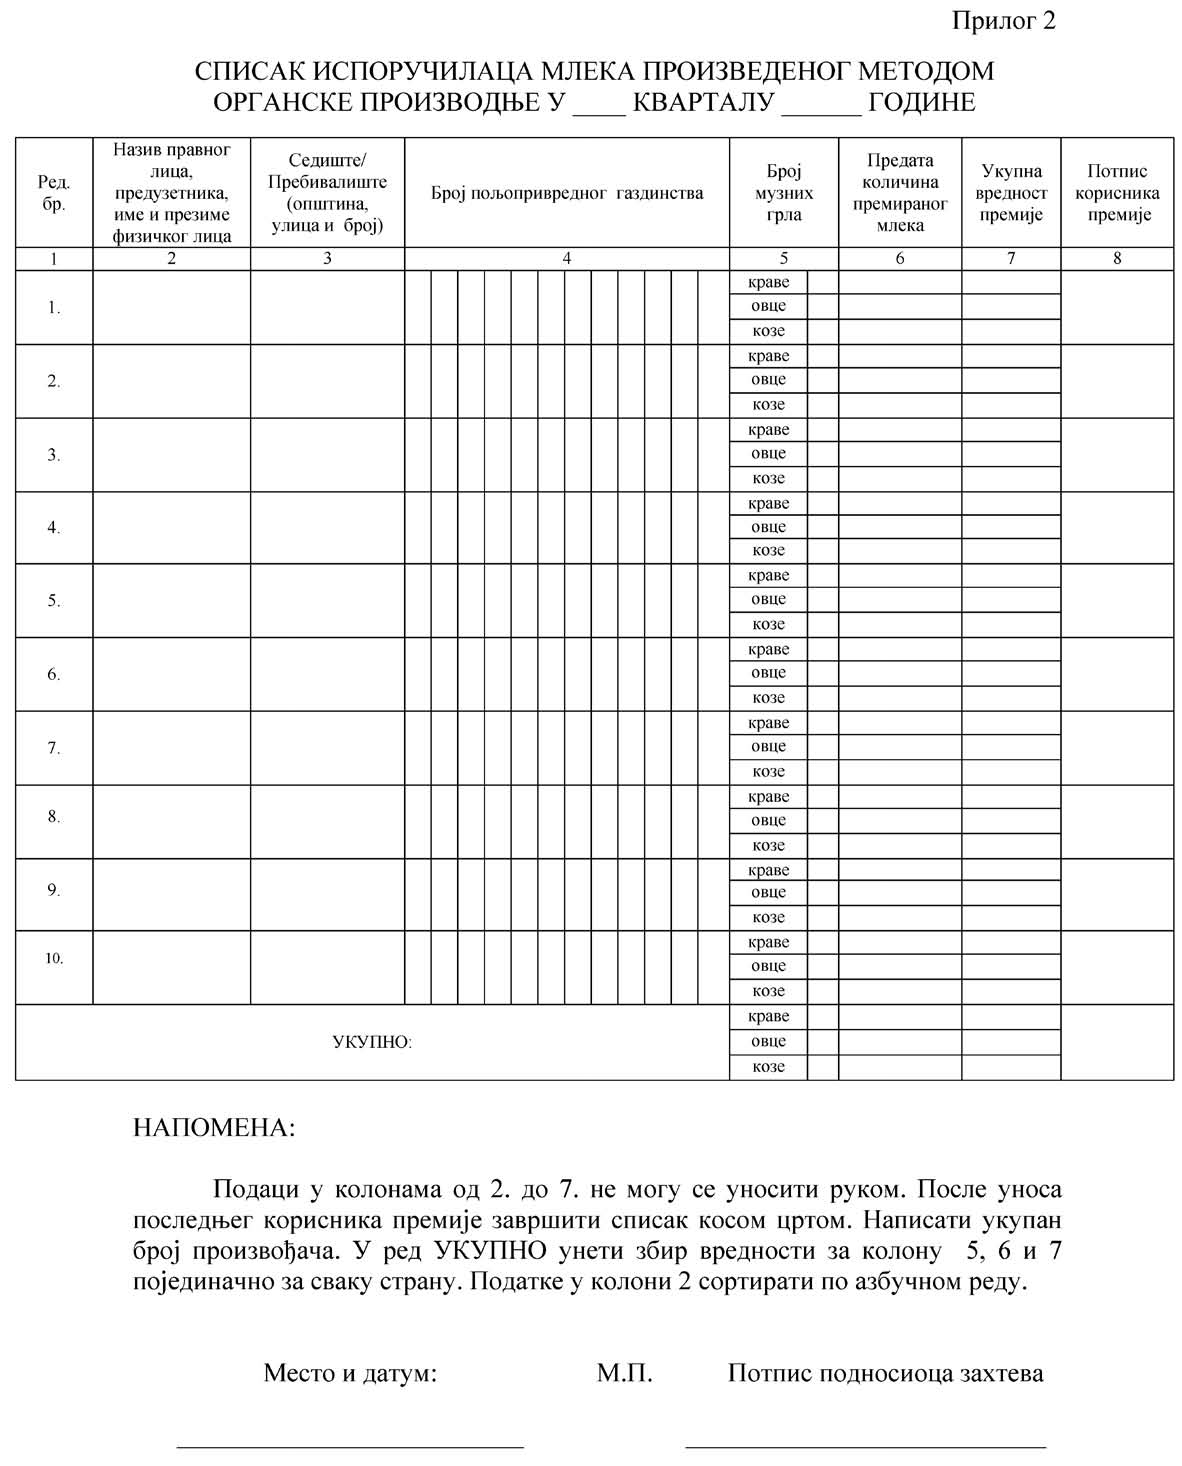 Прилог 2
СПИСАК ИСПОРУЧИЛАЦА МЛЕКА ПРОИЗВЕДЕНОГ МЕТОДОМ
ОРГАНСКЕ ПРОИЗВОДЊЕ У ____ КВАРТАЛУ ______ ГОДИНЕ
Ред.
бр.
Назив правног
лица,
предузетника,
име и презиме
физичког лица
Седиште/
Пребивалиште
(општина,
улица и број)
Број пољопривредног газдинства
Број
музних
грла
Предата
количина
премираног
млека
Укупна
вредност
премије
Потпис
корисника
премије
1 2 3 4 5 6 7 8
1.
краве
овце
козе
2.
краве
овце
козе
3.
краве
овце
козе
4.
краве
овце
козе
5.
краве
овце
козе
6.
краве
овце
козе
7.
краве
овце
козе
8.
краве
овце
козе
9.
краве
овце
козе
10.
краве
овце
козе
УКУПНО:
краве
овце
козе
НАПОМЕНА:
Подаци у колонама од 2. до 7. не могу се уносити руком. После уноса
последњег корисника премије завршити списак косом цртом. Написати укупан
број произвођача. У ред УКУПНО унети збир вредности за колону 5, 6 и 7
појединачно за сваку страну. Податке у колони 2 сортирати по азбучном реду.
Место и датум: М.П. Потпис подносиоца захтева